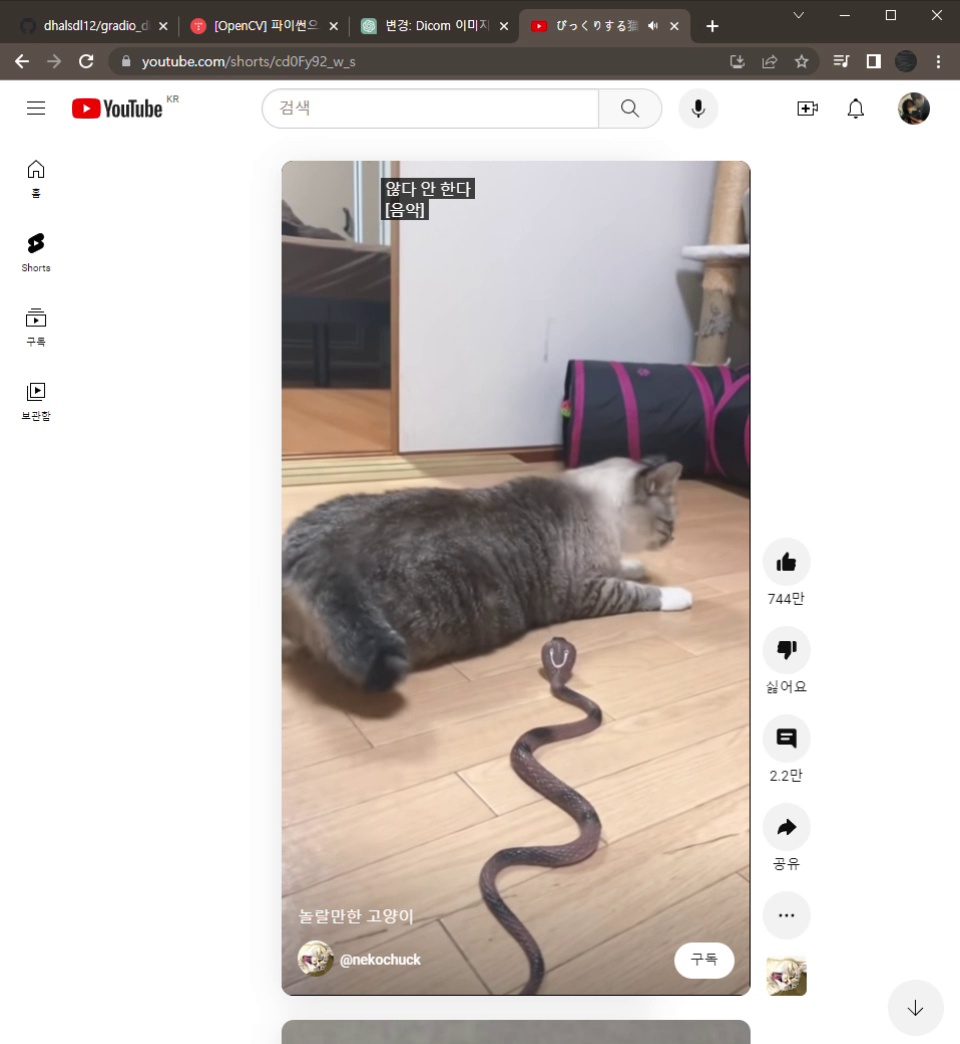 dhalsdl12/gradio_di
[OpenCV] 파이썬으
변경: Dicom 이미지
びっくりする猫
youtube.com/shorts/cd0Fy92_w_s
YouTube KR
검색
홈
Shorts
구독
보관함
않다 안 한다
[음악]
744만
싫어요
2.2만
공유
놀랄만한 고양이
@nekochuck
구독